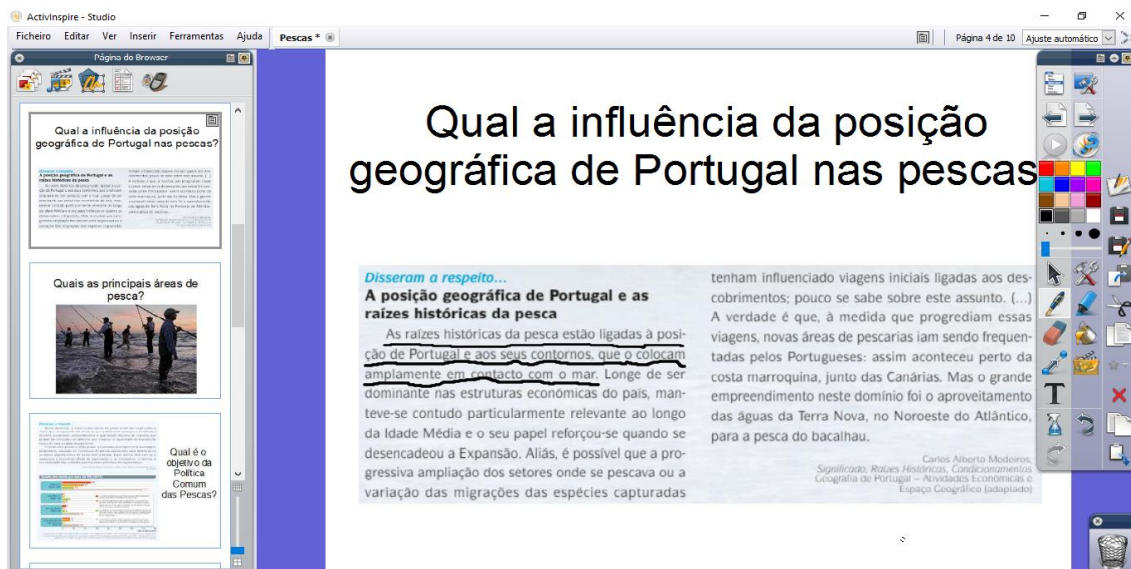 ActivInspire - Studio
Ficheiro Editar Ver Inserir Ferramentas Ajuda
Pescas *
Página 4 de 10
Ajuste automático
Página do Browser
Qual a influência da posição
geográfica de Portugal nas pescas?
Quais as principais áreas de
pesca?
Qual é o
objetivo da
Política
Comum
das Pescas?
Qual a influência da posição
geográfica de Portugal nas pescas
Disseram a respeito...
A posição geográfica de Portugal e as
raízes históricas da pesca
As raízes históricas da pesca estão ligadas à posi-
ção de Portugal e aos seus contornos, que o colocam
amplamente em contacto com o mar. Longe de ser
dominante nas estruturas económicas do país, man-
teve-se contudo particularmente relevante ao longo
da Idade Média e o seu papel reforçou-se quando se
desencadeou a Expansão. Aliás, é possível que a pro-
gressiva ampliação dos setores onde se pescava ou a
variação das migrações das espécies capturadas
tenham influenciado viagens iniciais ligadas aos des-
cobrimentos; pouco se sabe sobre este assunto. (...)
A verdade é que, à medida que progrediam essas
viagens, novas áreas de pescarias iam sendo frequen-
tadas pelos Portugueses: assim aconteceu perto da
costa marroquina, junto das Canárias. Mas o grande
empreendimento neste domínio foi o aproveitamento
das águas da Terra Nova, no Noroeste do Atlântico,
para a pesca do bacalhau.
Carlos Alberto Medeiros,
Significado, Raízes Históricas, Condicionamentos
Geografia de Portugal – Atividades Económicas e
Espaço Geográfico (adaptado)
T